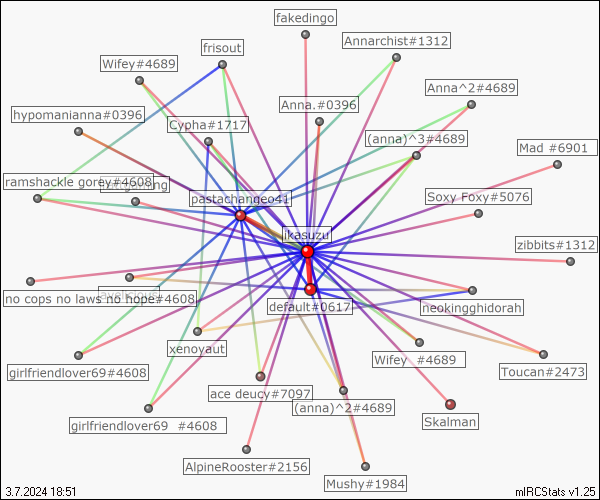 fakedingo
Annarchist#1312
frisout
Wifey#4689
Anna^2#4689
Anna.#0396
hypomanianna#0396
Cypha#1717
(anna)^3#4689
Mad #6901
ramshackle gorey#4608
pastachangeo41
Soxy Foxy#5076
ikasuzu
zibbits#1312
no cops no laws no hope#4608
default#0617
neokingghidorah
xenoyaut
Wifey #4689
girlfriendlover69#4608
Toucan#2473
ace deucy#7097
(anna)^2#4689
Skalman
girlfriendlover69 #4608
AlpineRooster#2156
Mushy#1984
3.7.2024 18:51
mIRCStats v1.25